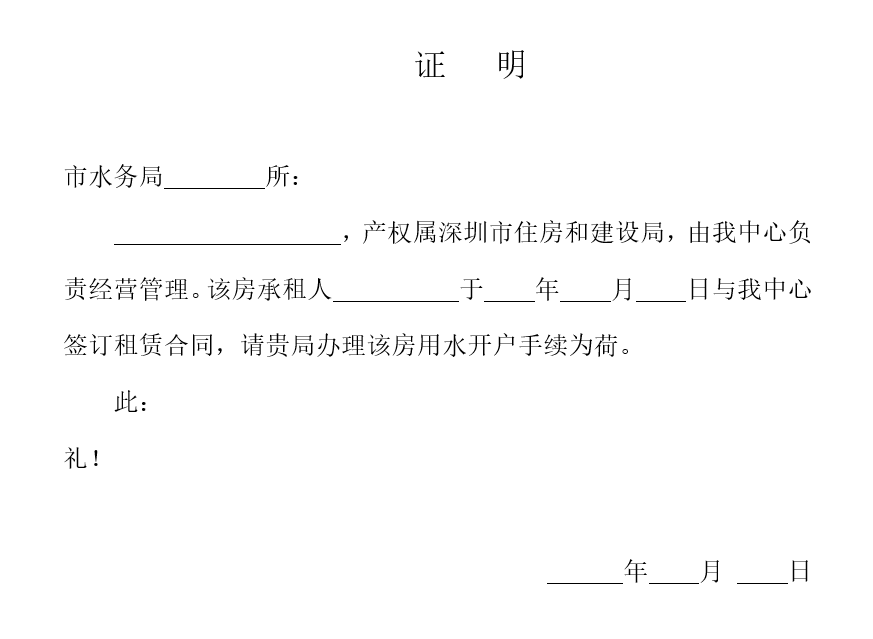 证 明
市水务局________所：
__________________，产权属深圳市住房和建设局，由我中心负
责经营管理。该房承租人__________于____年____月____日与我中心
签订租赁合同，请贵局办理该房用水开户手续为荷。
此：
礼！
______年____月 ____日